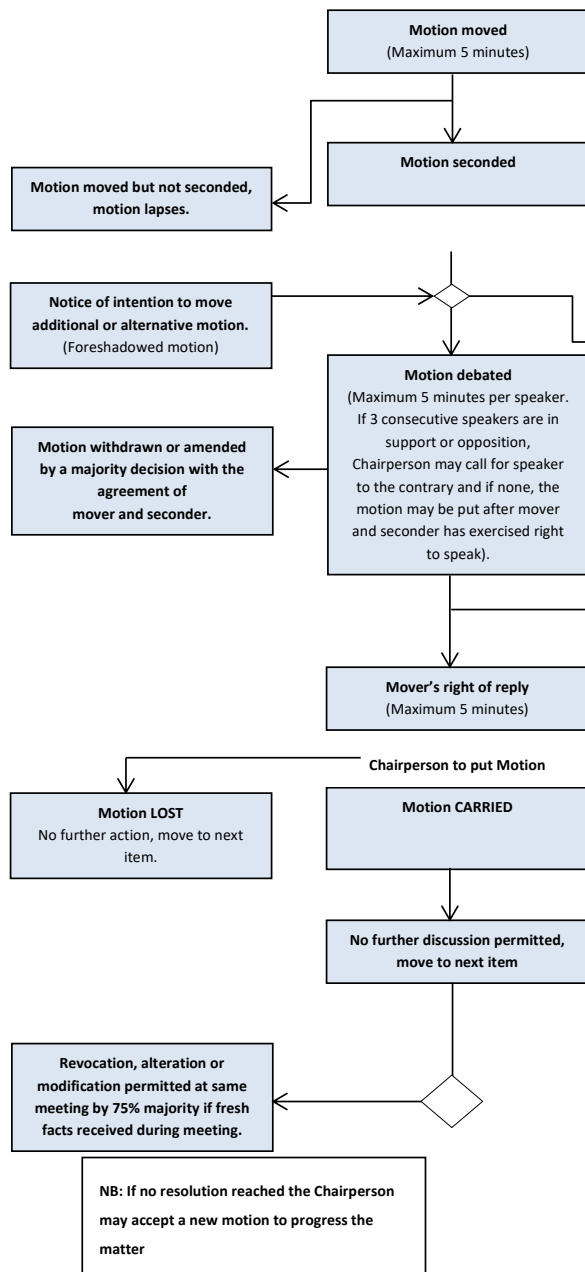 Motion moved
(Maximum 5 minutes)
Motion seconded
Motion moved but not seconded,
motion lapses.
Notice of intention to move
additional or alternative motion.
(Foreshadowed motion)
Motion debated
(Maximum 5 minutes per speaker.
If 3 consecutive speakers are in
support or opposition,
Chairperson may call for speaker
to the contrary and if none, the
motion may be put after mover
and seconder has exercised right
to speak).
Motion withdrawn or amended
by a majority decision with the
agreement of
mover and seconder.
Mover’s right of reply
(Maximum 5 minutes)
Chairperson to put Motion
Motion LOST
No further action, move to next
item.
Motion CARRIED
No further discussion permitted,
move to next item
Revocation, alteration or
modification permitted at same
meeting by 75% majority if fresh
facts received during meeting.
NB: If no resolution reached the Chairperson
may accept a new motion to progress the
matter